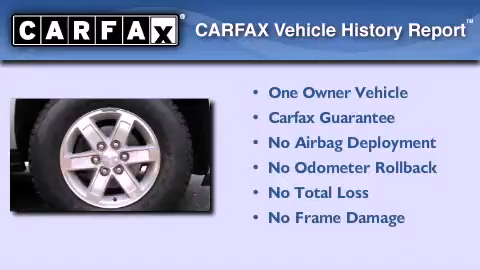 CARFAX® CARFAX Vehicle History Report™
• One Owner Vehicle
• Carfax Guarantee
• No Airbag Deployment
• No Odometer Rollback
• No Total Loss
• No Frame Damage